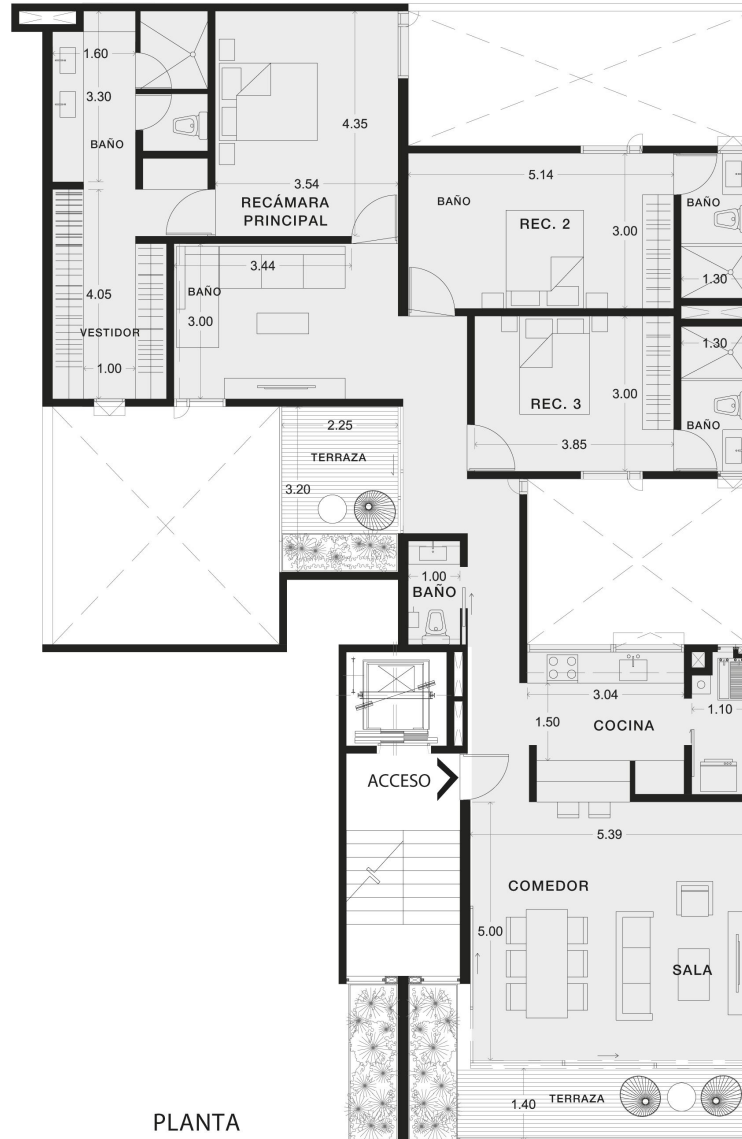 1.60
3.30
BAÑO
4.35
3.54
RECÁMARA
PRINCIPAL
5.14
BAÑO
REC. 2
3.00
BAÑO
1.30
3.44
BAÑO
3.00
4.05
VESTIDOR
1.00
1.30
REC. 3
3.00
BAÑO
3.85
2.25
TERRAZA
3.20
1.00
BAÑO
3.04
1.50
COCINA
1.10
ACCESO
5.39
COMEDOR
5.00
SALA
1.40
TERRAZA
PLANTA